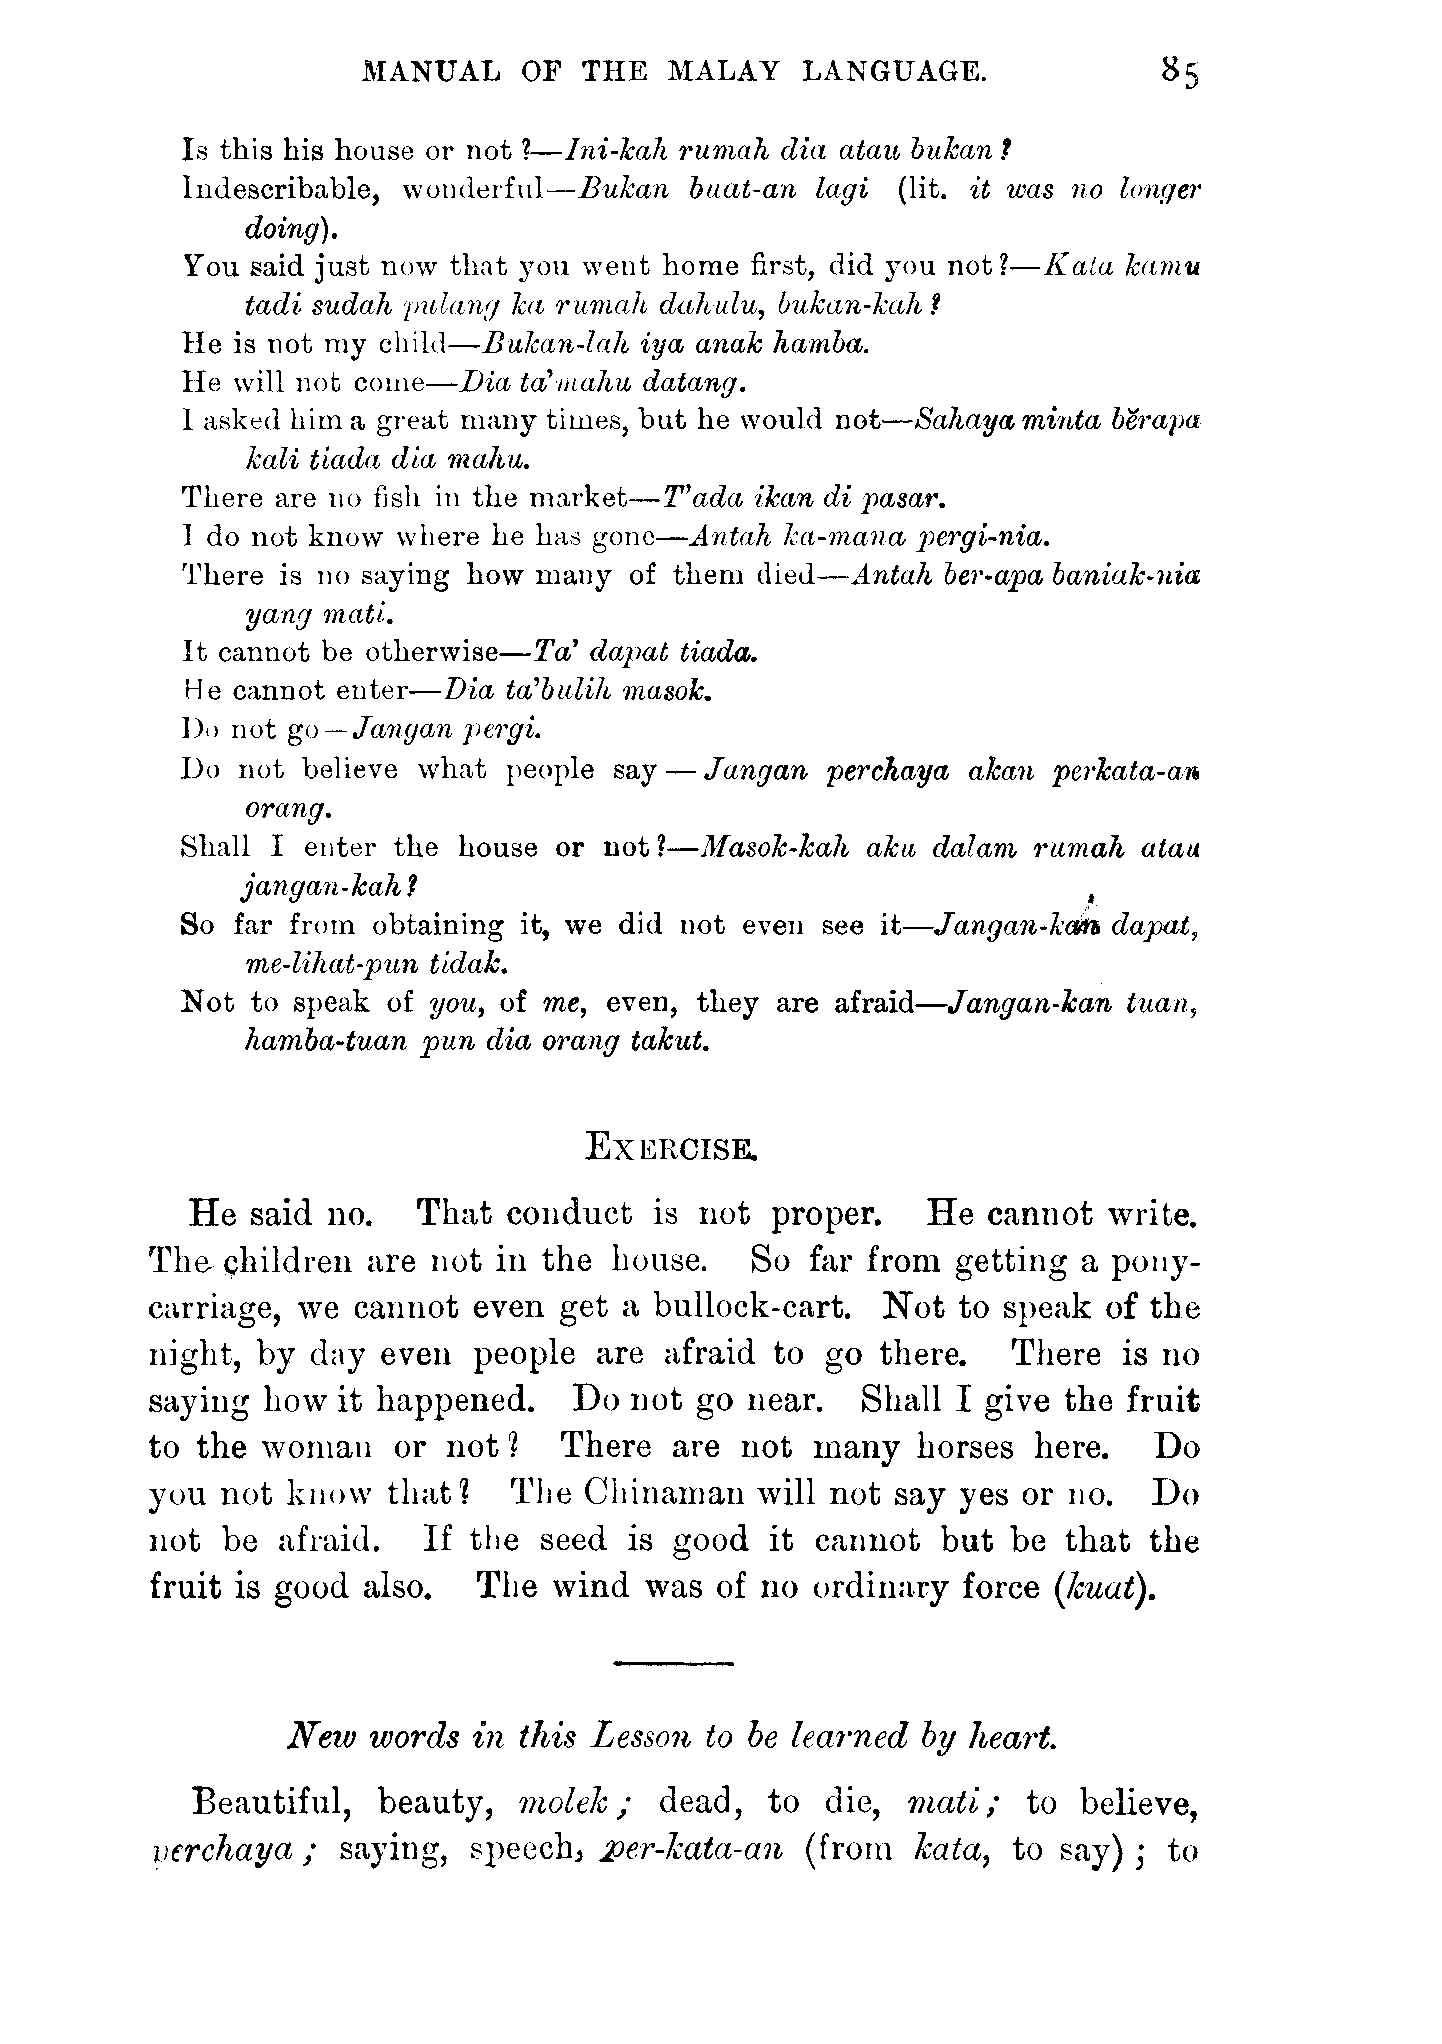 MANUAL OF THE MALAY LANGUAGE. 85
Is this his house or not?—Ini-kah rumah dia atau bukan?
Indescribable, wonderful—Bukan buat-an lagi (lit. it was no longer
doing).
You said just now that you went home first, did you not?—Kata kamu
tadi sudah pulang ka rumah dahulu, bukan-kah?
He is not my child—Bukan-lah iya anak hamba.
He will not come—Dia ta'mahu datang.
I asked him a great many times, but he would not—Sahaya minta bĕrapa
kali tiada dia mahu.
There are no fish in the market—T'ada ikan di pasar.
I do not know where he has gone—Antah ka-mana pergi-nia.
There is no saying how many of them died—Antah ber-apa baniak-nia
yang mati.
It cannot be otherwise—Ta' dapat tiada.
He cannot enter—Dia ta'bulih masok.
Do not go—Jangan pergi.
Do not believe what people say—Jangan perchaya akan perkata-an
orang.
Shall I enter the house or not?—Masok-kah aku dalam rumah atau
jangan-kah?
So far from obtaining it, we did not even see it—Jangan-kan dapat,
me-lihat-pun tidak.
Not to speak of you, of me, even, they are afraid—Jangan-kan tuan,
hamba-tuan pun dia orang takut.
EXERCISE.
He said no. That conduct is not proper. He cannot write.
The children are not in the house. So far from getting a pony-
carriage, we cannot even get a bullock-cart. Not to speak of the
night, by day even people are afraid to go there. There is no
saying how it happened. Do not go near. Shall I give the fruit
to the woman or not? There are not many horses here. Do
you not know that? The Chinaman will not say yes or no. Do
not be afraid. If the seed is good it cannot but be that the
fruit is good also. The wind was of no ordinary force (kuat).
New words in this Lesson to be learned by heart.
Beautiful, beauty, molek; dead, to die, mati; to believe,
perchaya; saying, speech, per-kata-an (from kata, to say); to